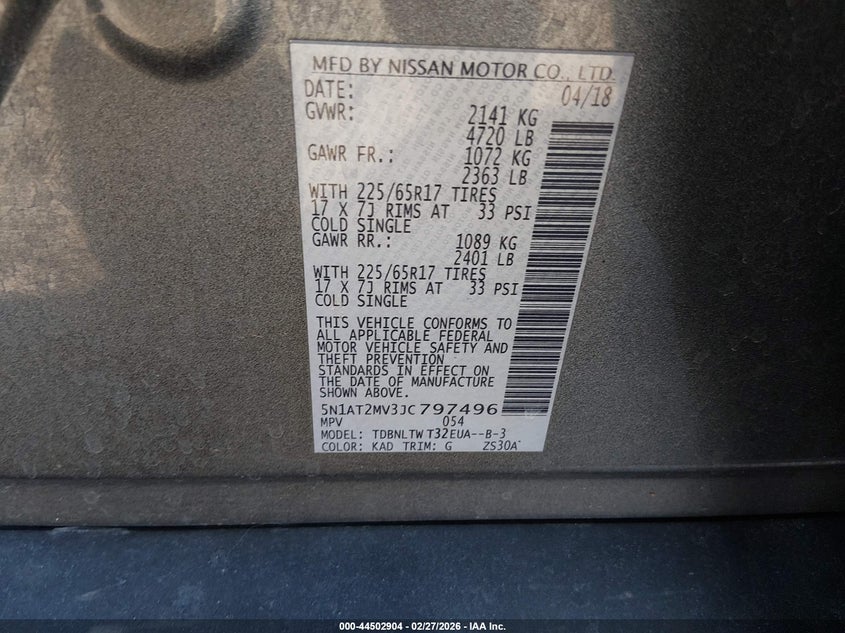 MFD BY NISSAN MOTOR CO., LTD.
DATE: 04/18
GVWR: 2141 KG
4720 LB
GAWR FR.: 1072 KG
2363 LB
WITH 225/65R17 TIRES
17 X 7J RIMS AT 33 PSI
COLD SINGLE
GAWR RR.: 1089 KG
2401 LB
WITH 225/65R17 TIRES
17 X 7J RIMS AT 33 PSI
COLD SINGLE
THIS VEHICLE CONFORMS TO
ALL APPLICABLE FEDERAL
MOTOR VEHICLE SAFETY AND
THEFT PREVENTION
STANDARDS IN EFFECT ON
THE DATE OF MANUFACTURE
SHOWN ABOVE.
5N1AT2MV3JC797496
MPV 054
MODEL: TDBNLTW T32EUA--B-3
COLOR: KAD TRIM: G ZS30A
000-44502904 - 02/27/2026 - IAA Inc.